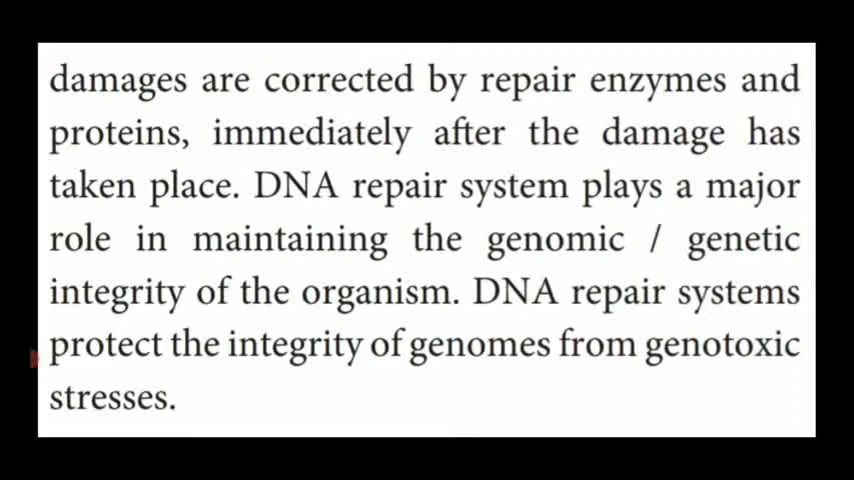 damages are corrected by repair enzymes and
proteins, immediately after the damage has
taken place. DNA repair system plays a major
role in maintaining the genomic / genetic
integrity of the organism. DNA repair systems
protect the integrity of genomes from genotoxic
stresses.